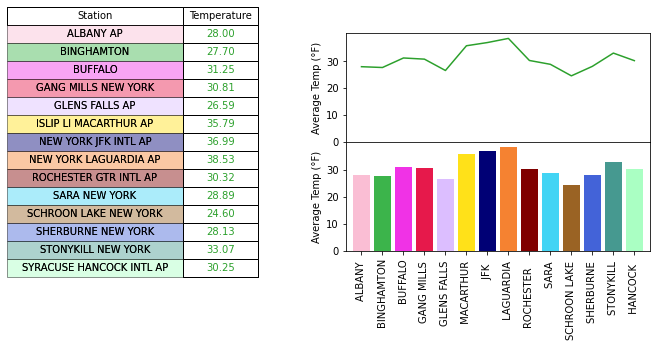 Station Temperature
ALBANY AP 28.00
BINGHAMTON 27.70
BUFFALO 31.25
GANG MILLS NEW YORK 30.81
GLENS FALLS AP 26.59
ISLIP LI MACARTHUR AP 35.79
NEW YORK JFK INTL AP 36.99
NEW YORK LAGUARDIA AP 38.53
ROCHESTER GTR INTL AP 30.32
SARA NEW YORK 28.89
SCHROON LAKE NEW YORK 24.60
SHERBURNE NEW YORK 28.13
STONYKILL NEW YORK 33.07
SYRACUSE HANCOCK INTL AP 30.25
Average Temp (°F)
30
20
10
0
Average Temp (°F)
30
20
10
0
ALBANY
BINGHAMTON
BUFFALO
GANG MILLS
GLENS FALLS
MACARTHUR
JFK
LAGUARDIA
ROCHESTER
SARA
SCHROON LAKE
SHERBURNE
STONYKILL
HANCOCK